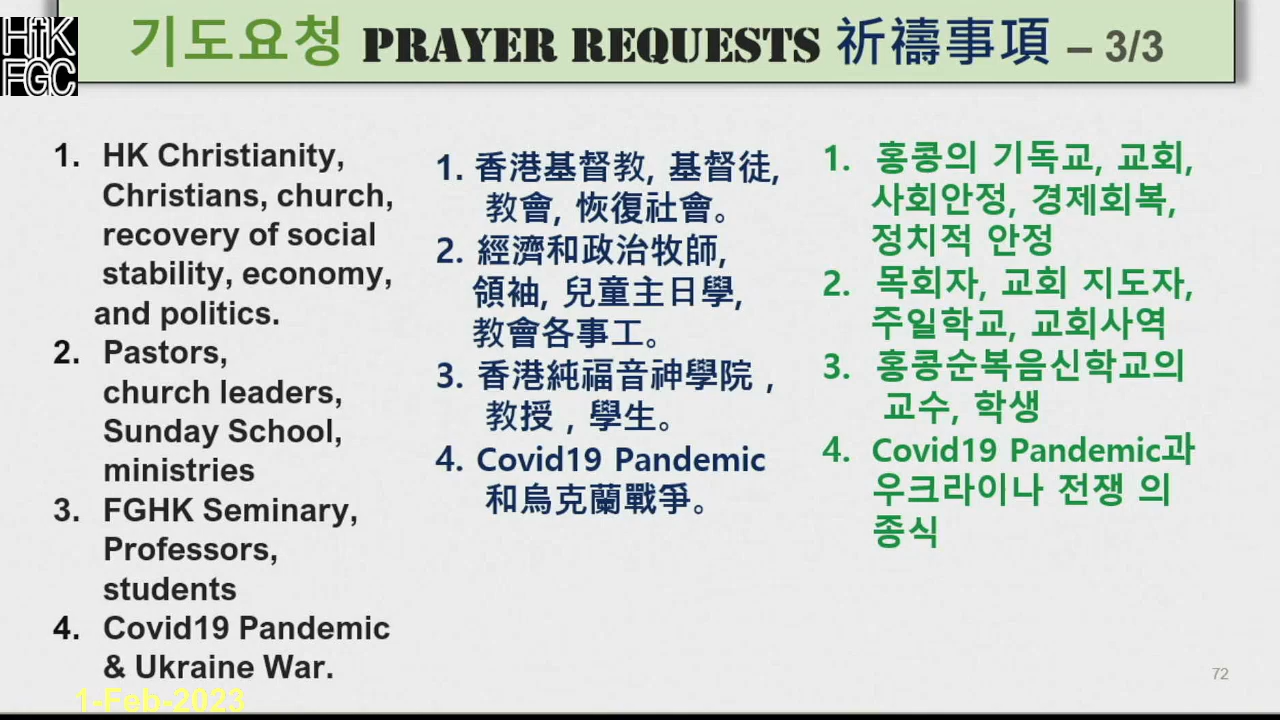 HfK
FGC
기도요청 PRAYER REQUESTS 祈禱事項 – 3/3
1. HK Christianity,
Christians, church,
recovery of social
stability, economy,
and politics.
2. Pastors,
church leaders,
Sunday School,
ministries
3. FGHK Seminary,
Professors,
students
4. Covid19 Pandemic
& Ukraine War.
1. 香港基督教, 基督徒,
教會, 恢復社會。
2. 經濟和政治牧師,
領袖, 兒童主日學,
教會各事工。
3. 香港純福音神學院 ,
教授 , 學生。
4. Covid19 Pandemic
和烏克蘭戰爭。
1. 홍콩의 기독교, 교회,
사회안정, 경제회복,
정치적 안정
2. 목회자, 교회 지도자,
주일학교, 교회사역
3. 홍콩순복음신학교의
교수, 학생
4. Covid19 Pandemic과
우크라이나 전쟁 의
종식
72
1-Feb-2023